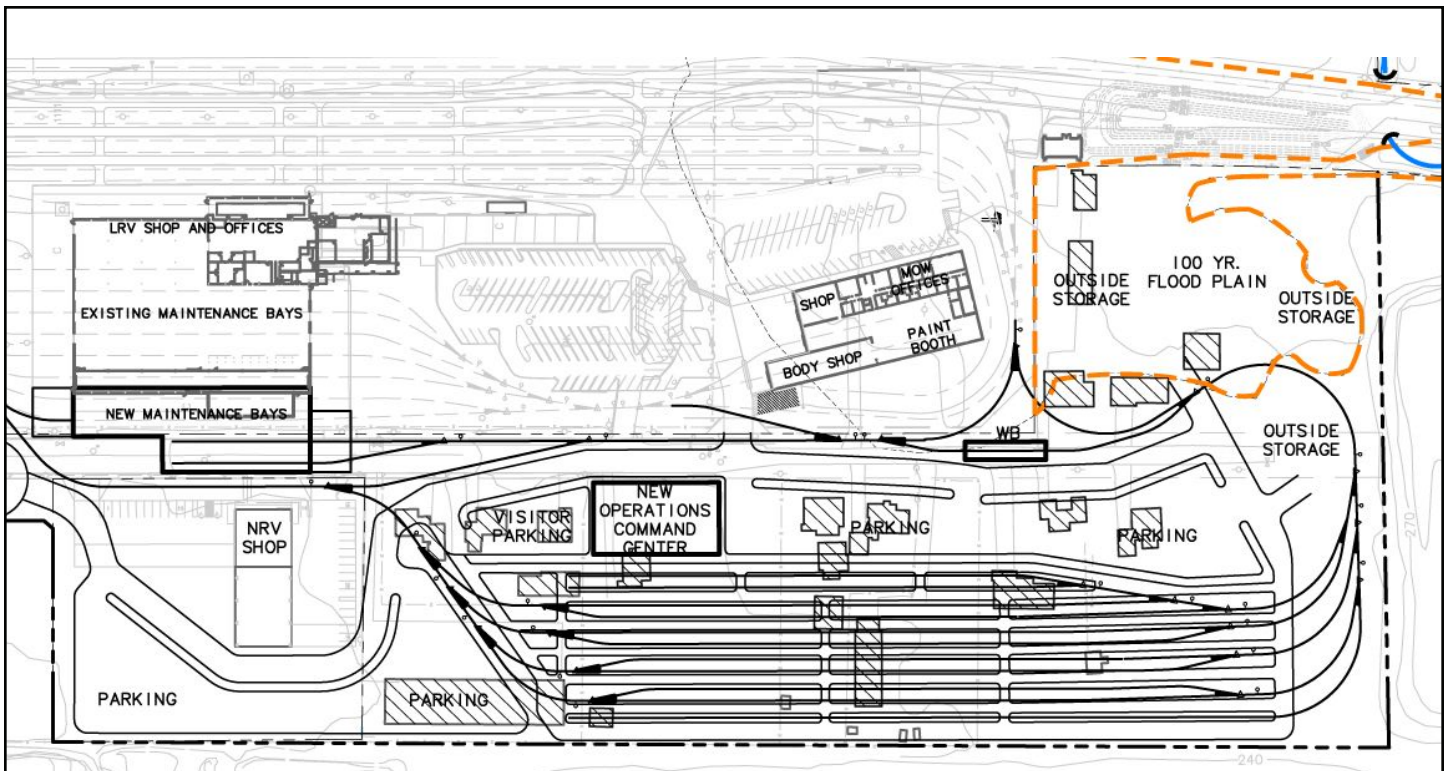 LRV SHOP AND OFFICES
EXISTING MAINTENANCE BAYS
NEW MAINTENANCE BAYS
SHOP
MOW
OFFICES
PAINT
BOOTH
BODY SHOP
OUTSIDE
STORAGE
100 YR.
FLOOD PLAIN
OUTSIDE
STORAGE
OUTSIDE
STORAGE
WB
NRV
SHOP
VISITOR
PARKING
NEW
OPERATIONS
COMMAND
CENTER
PARKING
PARKING
PARKING
PARKING
270
240